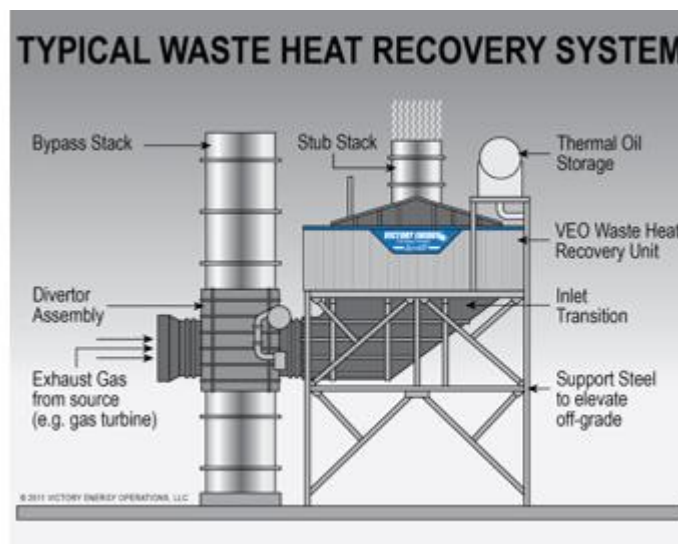 TYPICAL WASTE HEAT RECOVERY SYSTEM
Bypass Stack
Stub Stack
Thermal Oil
Storage
VICTORY ENERGY
VEO Waste Heat
Recovery Unit
Divertor
Assembly
Inlet
Transition
Exhaust Gas
from source
(e.g. gas turbine)
Support Steel
to elevate
off-grade
© 2011 VICTORY ENERGY OPERATIONS, LLC